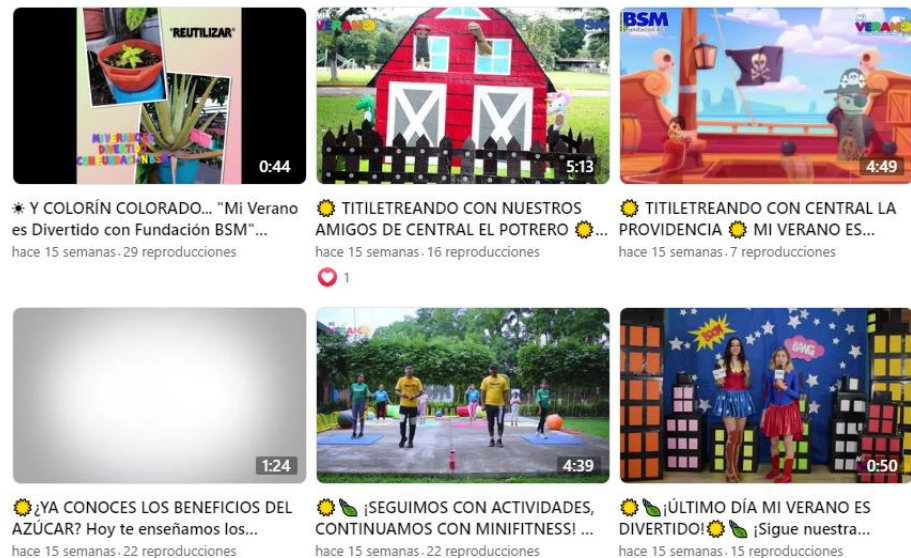 "REUTILIZAR"
MI VERANO ES
DIVERTIDO
CON FUNDACIÓN BSM
0:44
VERANO
BSM
5:13
BSM
Fundación AC
VERANO
4:49
☀ Y COLORÍN COLORADO... "Mi Verano
es Divertido con Fundación BSM"...
hace 15 semanas · 29 reproducciones
🌞 TITILETREANDO CON NUESTROS
AMIGOS DE CENTRAL EL POTRERO 🌞...
hace 15 semanas · 16 reproducciones
1
🌞 TITILETREANDO CON CENTRAL LA
PROVIDENCIA 🌞 MI VERANO ES...
hace 15 semanas · 7 reproducciones
1:24
VERANO
4:39
BOOM
BANG
0:50
🌞¿YA CONOCES LOS BENEFICIOS DEL
AZÚCAR? Hoy te enseñamos los...
hace 15 semanas · 22 reproducciones
🌞🍃 ¡SEGUIMOS CON ACTIVIDADES,
CONTINUAMOS CON MINIFITNESS! ...
hace 15 semanas · 22 reproducciones
🌞🍃¡ÚLTIMO DÍA MI VERANO ES
DIVERTIDO!🌞🍃 ¡Sigue nuestra...
hace 15 semanas · 15 reproducciones